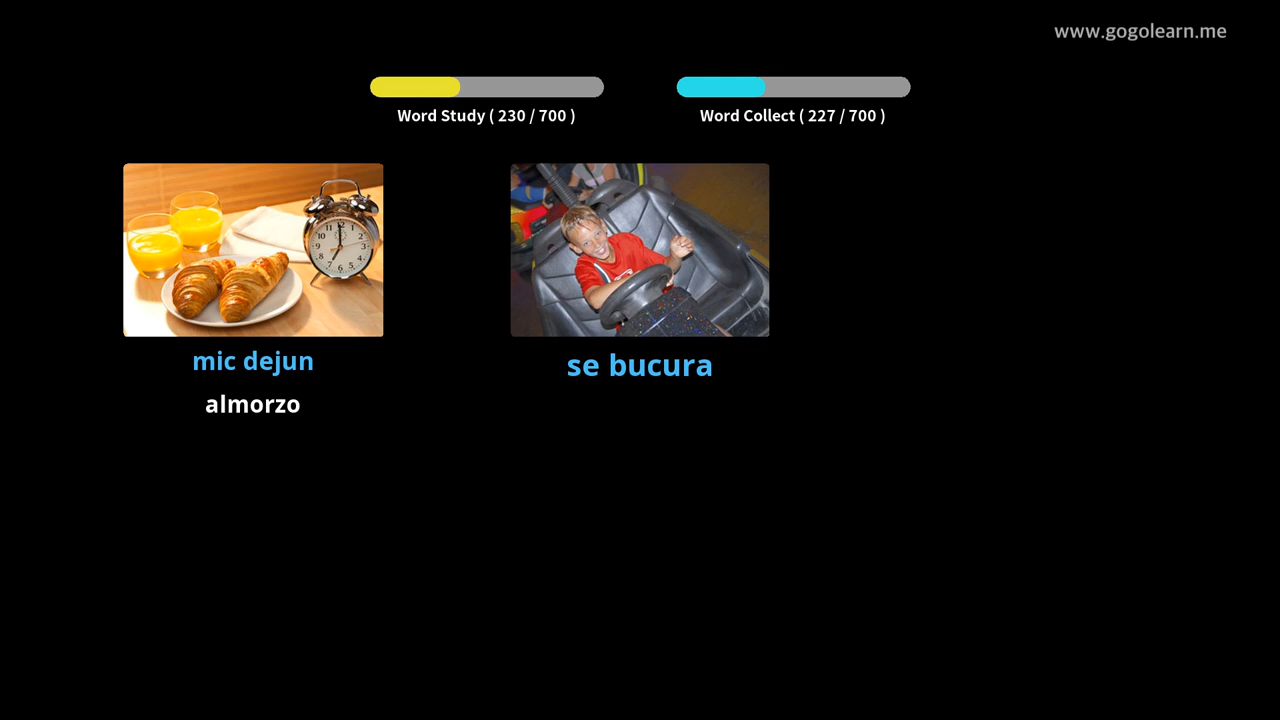 www.gogolearn.me
Word Study ( 230 / 700 )
Word Collect ( 227 / 700 )
mic dejun
almorzo
se bucura